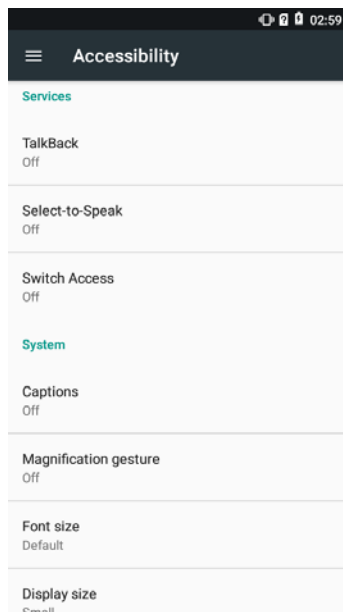 02:59
Accessibility
Services
TalkBack
Off
Select-to-Speak
Off
Switch Access
Off
System
Captions
Off
Magnification gesture
Off
Font size
Default
Display size
Small